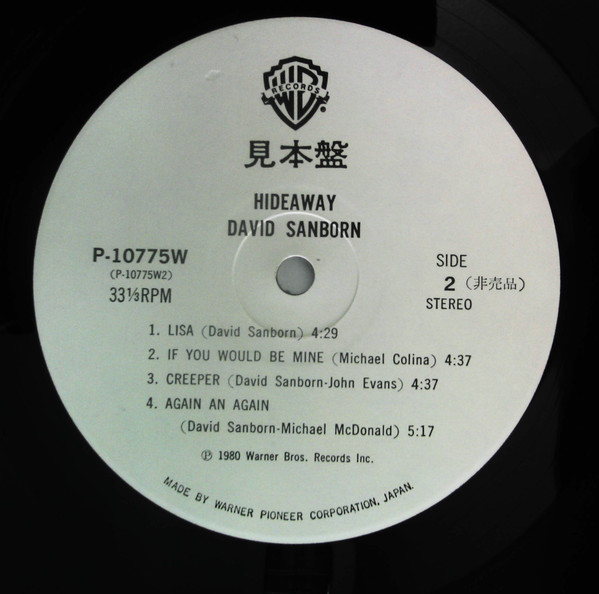 WB
RECORDS
®
見本盤
HIDEAWAY
DAVID SANBORN
P-10775W
(P-10775W2)
33⅓RPM
SIDE
2 (非売品)
STEREO
1. LISA (David Sanborn) 4:29
2. IF YOU WOULD BE MINE (Michael Colina) 4:37
3. CREEPER (David Sanborn-John Evans) 4:37
4. AGAIN AN AGAIN
(David Sanborn-Michael McDonald) 5:17
℗ 1980 Warner Bros. Records Inc.
MADE BY WARNER PIONEER CORPORATION, JAPAN.